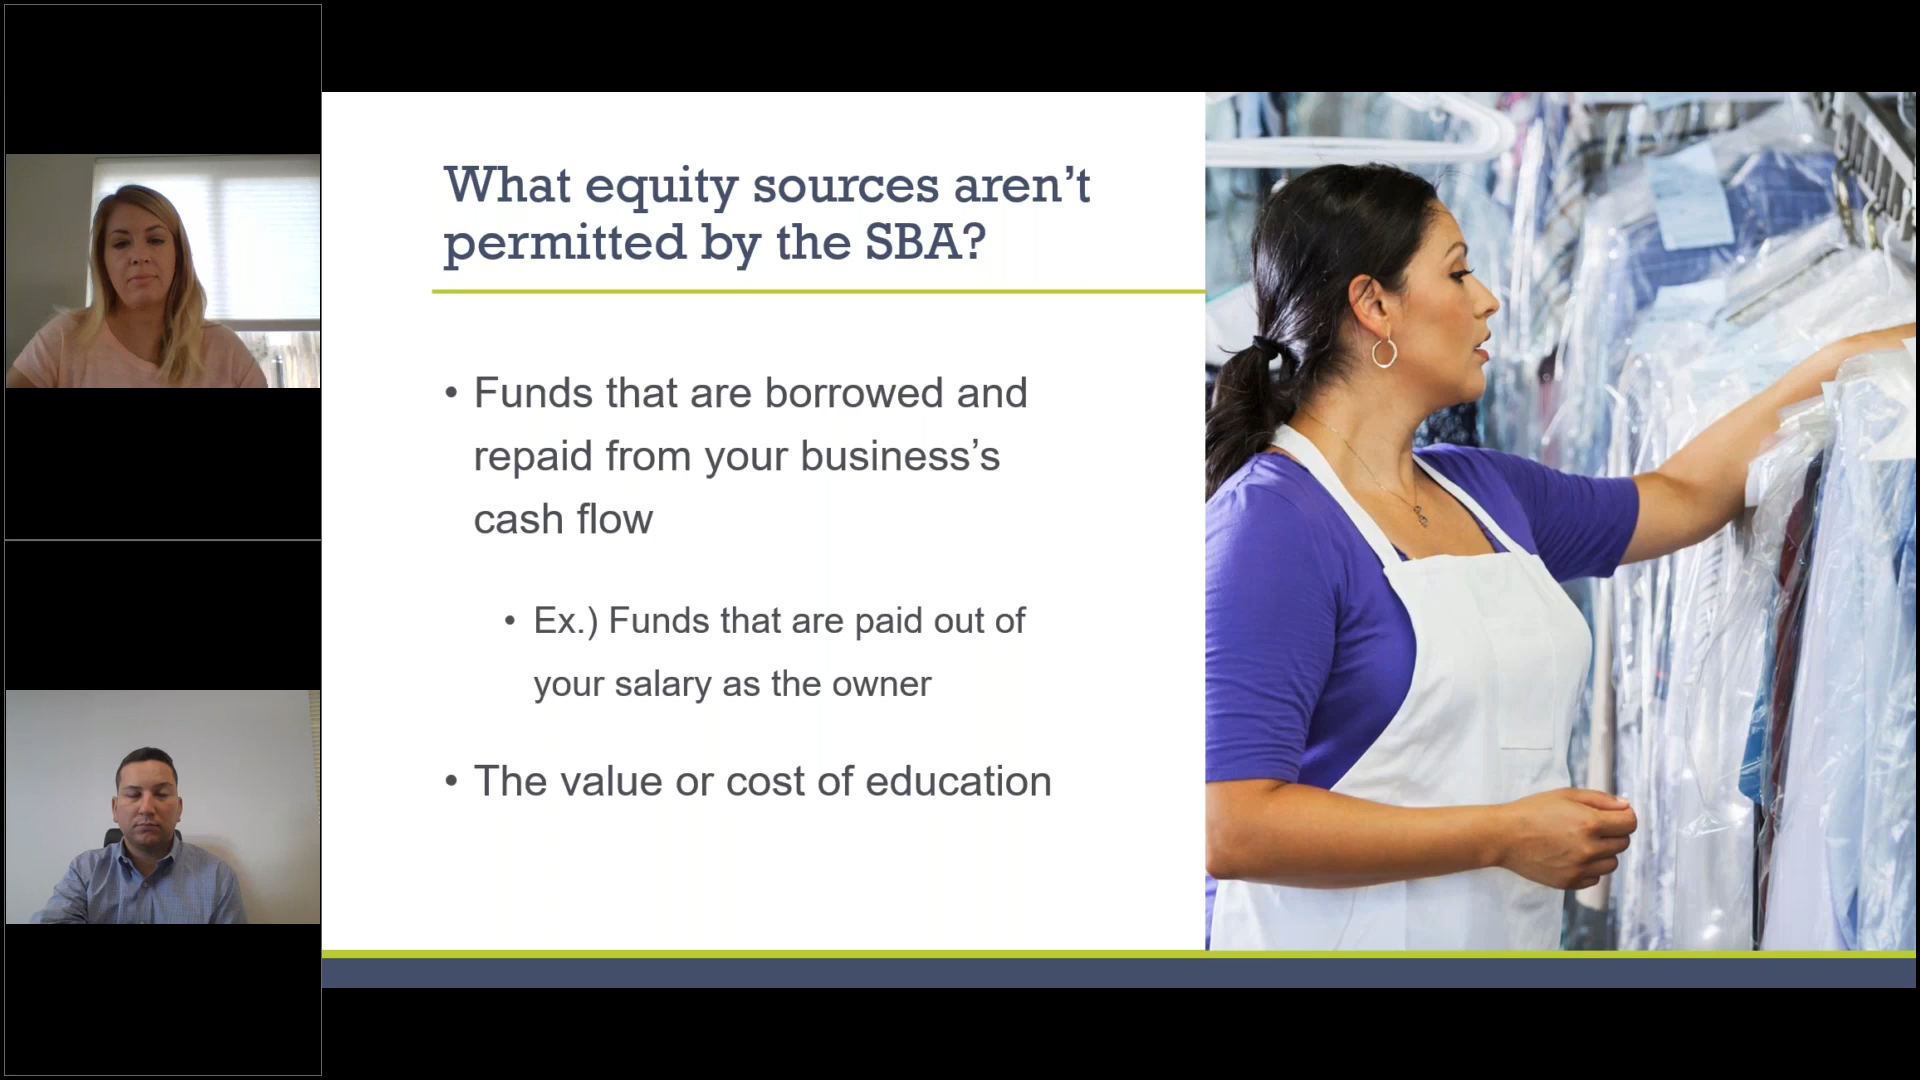 What equity sources aren’t
permitted by the SBA?
• Funds that are borrowed and
repaid from your business’s
cash flow
• Ex.) Funds that are paid out of
your salary as the owner
• The value or cost of education